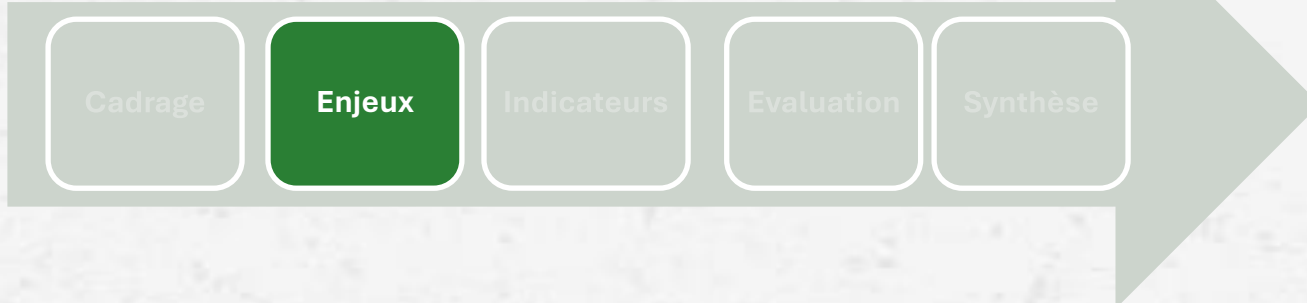 Cadrage
Enjeux
Indicateurs
Evaluation
Synthèse